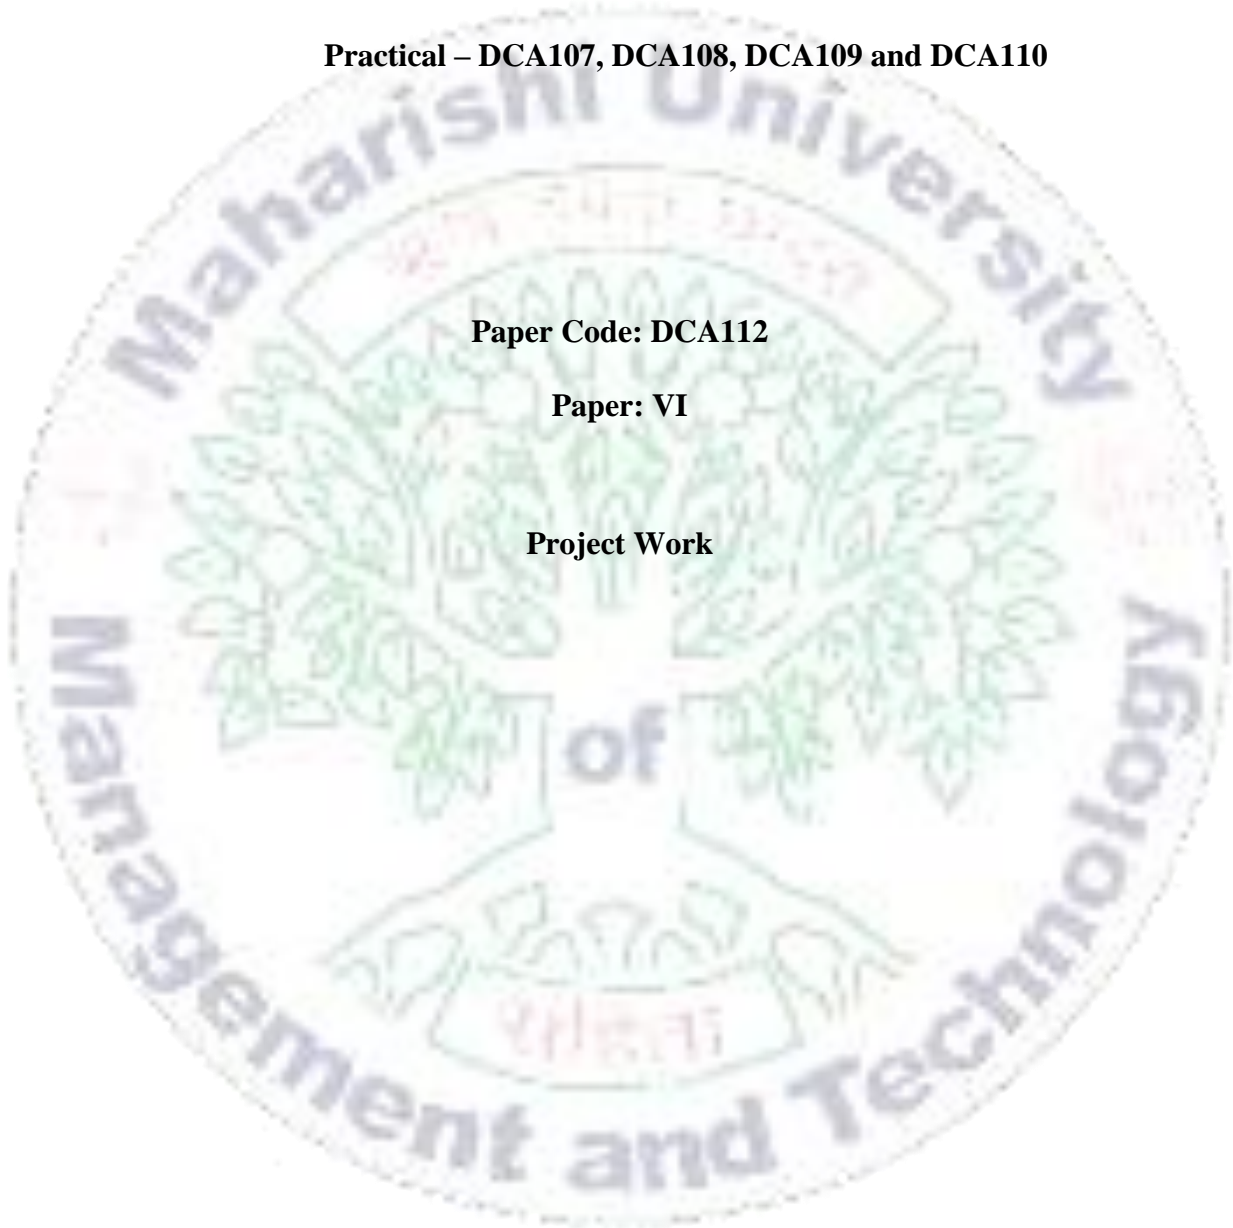 Practical – DCA107, DCA108, DCA109 and DCA110
Paper Code: DCA112
Paper: VI
Project Work
Maharishi University
of
Management and Technology